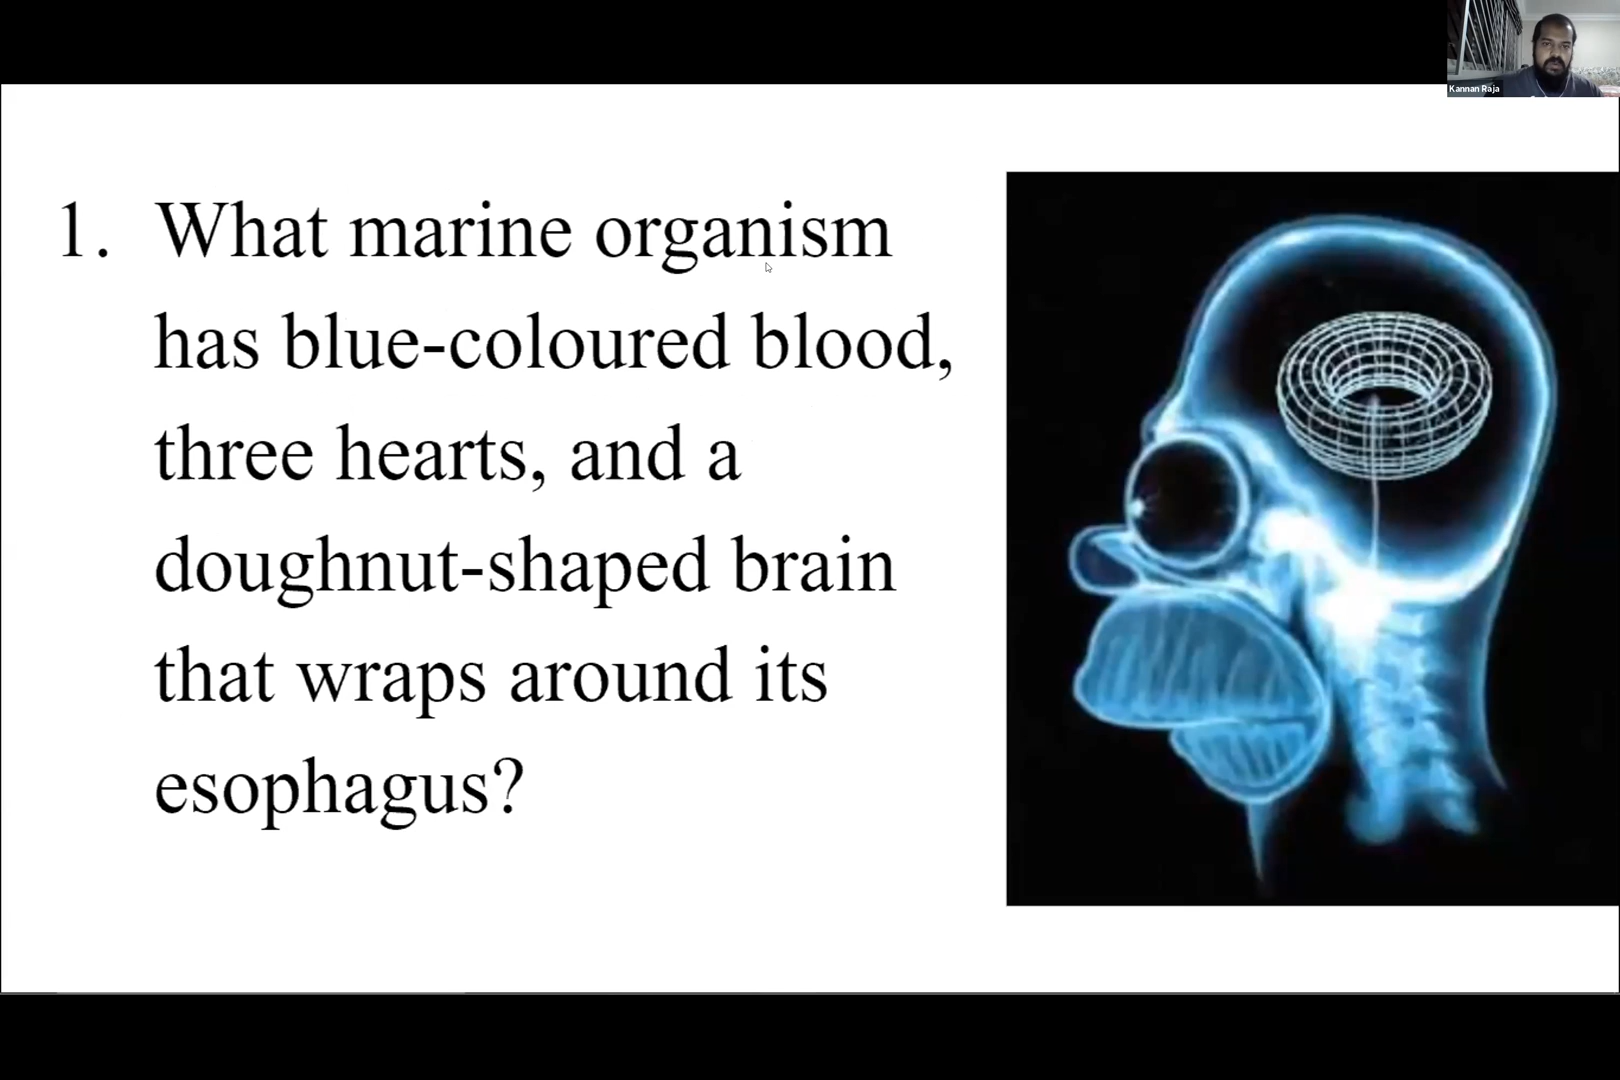 Kannan Raja
1. What marine organism
has blue-coloured blood,
three hearts, and a
doughnut-shaped brain
that wraps around its
esophagus?